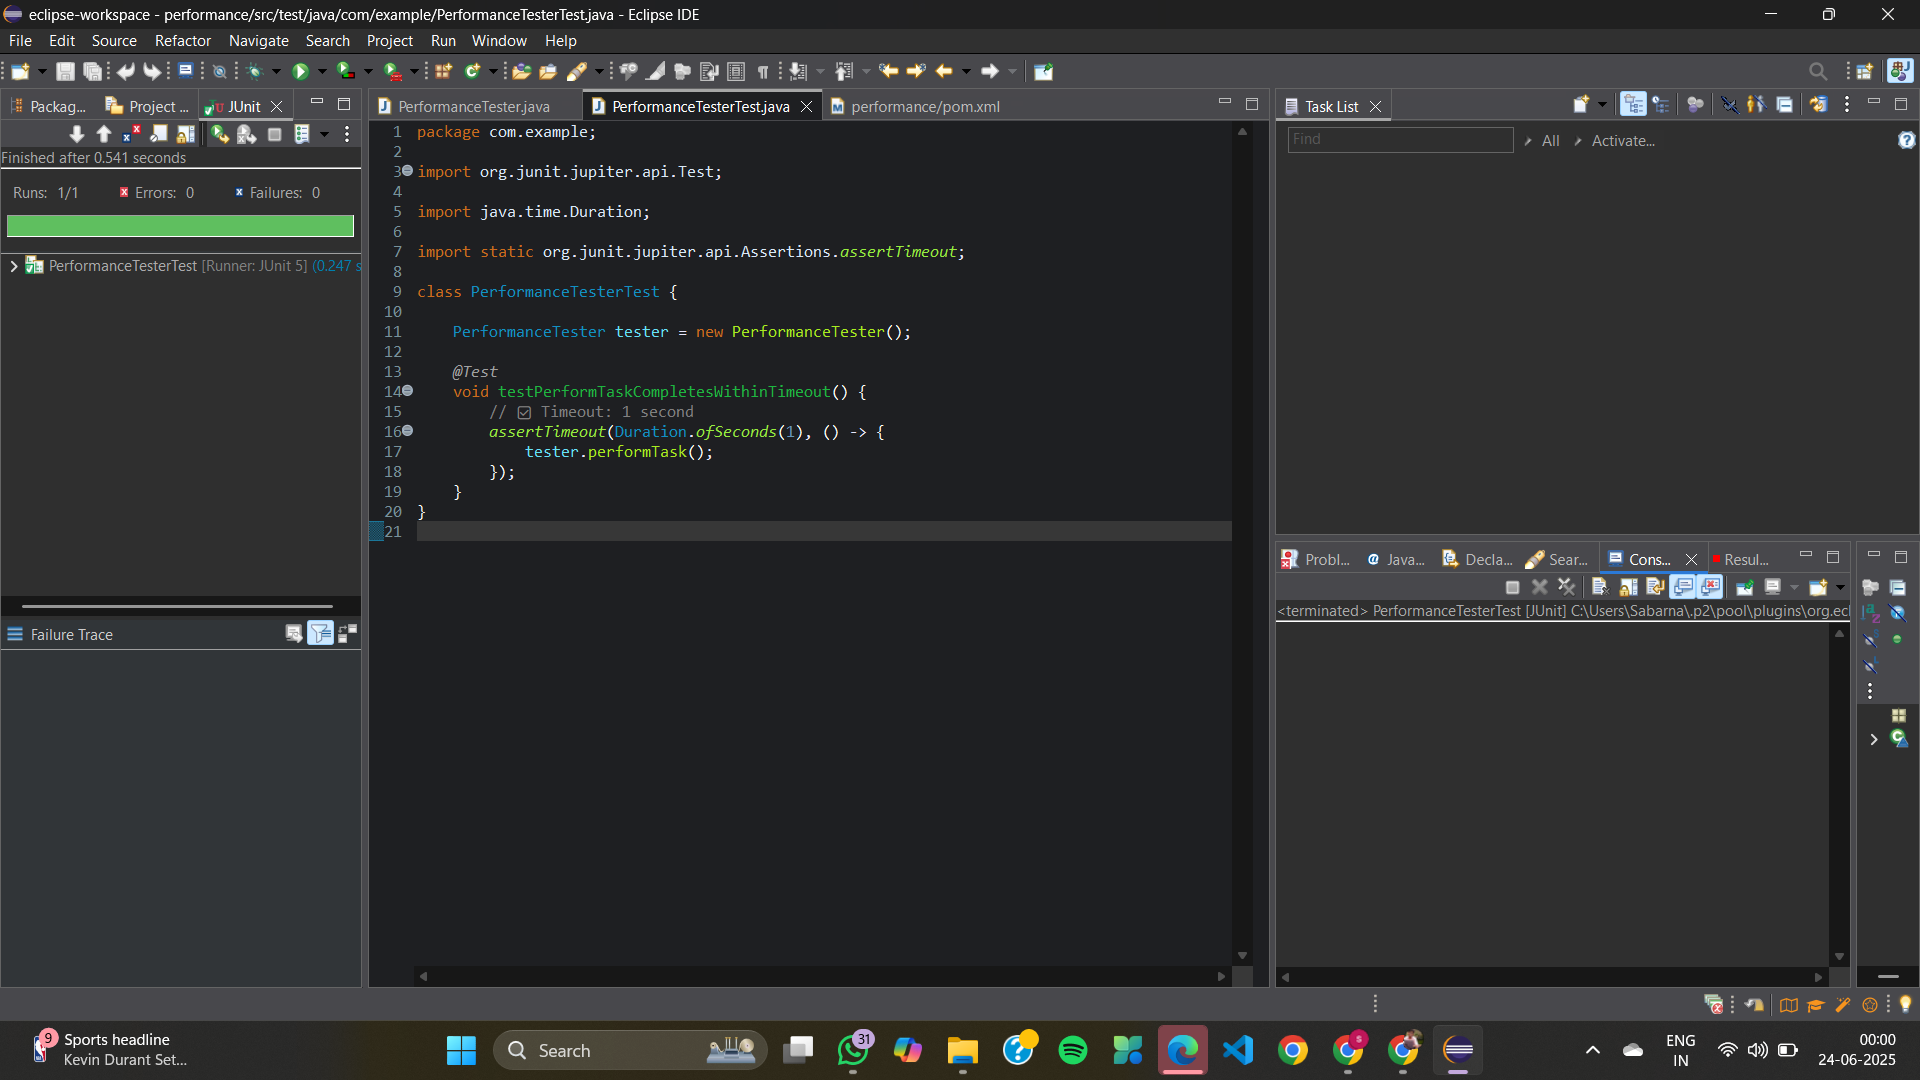 eclipse-workspace - performance/src/test/java/com/example/PerformanceTesterTest.java - Eclipse IDE
File Edit Source Refactor Navigate Search Project Run Window Help
Packag... Project ... JUnit
Finished after 0.541 seconds
Runs: 1/1 Errors: 0 Failures: 0
PerformanceTesterTest [Runner: JUnit 5] (0.247 s
Failure Trace
PerformanceTester.java PerformanceTesterTest.java performance/pom.xml
1 package com.example;
2
3 import org.junit.jupiter.api.Test;
4
5 import java.time.Duration;
6
7 import static org.junit.jupiter.api.Assertions.assertTimeout;
8
9 class PerformanceTesterTest {
10
11 PerformanceTester tester = new PerformanceTester();
12
13 @Test
14 void testPerformTaskCompletesWithinTimeout() {
15 // ☑ Timeout: 1 second
16 assertTimeout(Duration.ofSeconds(1), () -> {
17 tester.performTask();
18 });
19 }
20 }
21
Task List
Find All Activate...
Probl... Java... Decla... Sear... Cons... Resul...
<terminated> PerformanceTesterTest [JUnit] C:\Users\Sabarna\.p2\pool\plugins\org.ecl
9 Sports headline
Kevin Durant Set...
Search
31
ENG
IN
00:00
24-06-2025